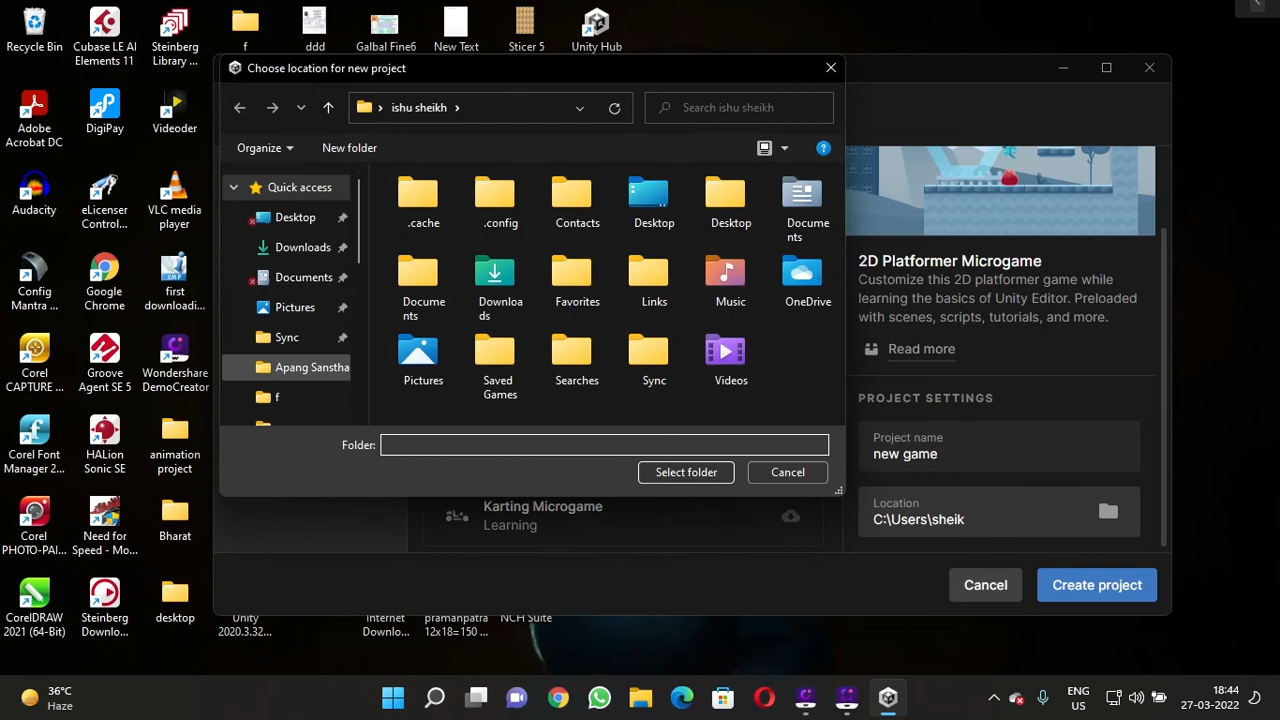 Recycle Bin
Cubase LE AI
Elements 11
Steinberg
Library ...
f
ddd
Galbal Fine6
New Text
Sticer 5
Unity Hub
Adobe
Acrobat DC
DigiPay
Videoder
Audacity
eLicenser
Control...
VLC media
player
Config
Mantra ...
Google
Chrome
first
downloadi...
Corel
CAPTURE ...
Groove
Agent SE 5
Wondershare
DemoCreator
Corel Font
Manager 2...
HALion
Sonic SE
animation
project
Corel
PHOTO-PAI...
Need for
Speed - Mo...
Bharat
CorelDRAW
2021 (64-Bit)
Steinberg
Downlo...
desktop
Unity
2020.3.32...
Internet
Downlo...
pramanpatra
12x18=150 ...
NCH Suite
Choose location for new project
ishu sheikh
Search ishu sheikh
Organize
New folder
Quick access
Desktop
Downloads
Documents
Pictures
Sync
Apang Sanstha
f
.cache
.config
Contacts
Desktop
Desktop
Docume
nts
Docume
nts
Downloa
ds
Favorites
Links
Music
OneDrive
Pictures
Saved
Games
Searches
Sync
Videos
Folder:
Select folder
Cancel
Karting Microgame
Learning
2D Platformer Microgame
Customize this 2D platformer game while
learning the basics of Unity Editor. Preloaded
with scenes, scripts, tutorials, and more.
Read more
PROJECT SETTINGS
Project name
new game
Location
C:\Users\sheik
Cancel
Create project
36°C
Haze
ENG
US
18:44
27-03-2022